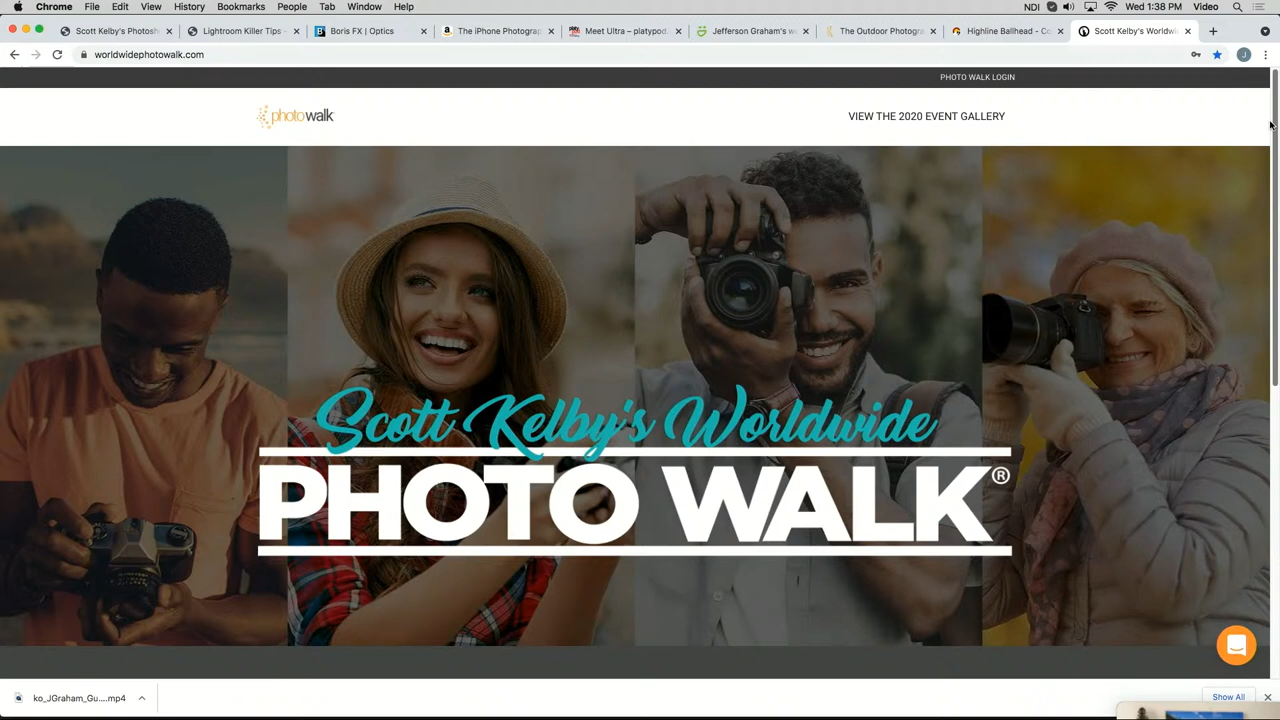 Chrome File Edit View History Bookmarks People Tab Window Help NDI Wed 1:38 PM Video
Scott Kelby's Photosh Lightroom Killer Tips - Boris FX | Optics The iPhone Photograp Meet Ultra – platypod. Jefferson Graham's we The Outdoor Photogra Highline Ballhead - Co Scott Kelby's Worldwi
worldwidephotowalk.com J
PHOTO WALK LOGIN
photowalk VIEW THE 2020 EVENT GALLERY
Scott Kelby's Worldwide
PHOTO WALK®
ko_JGraham_Gu....mp4 Show All